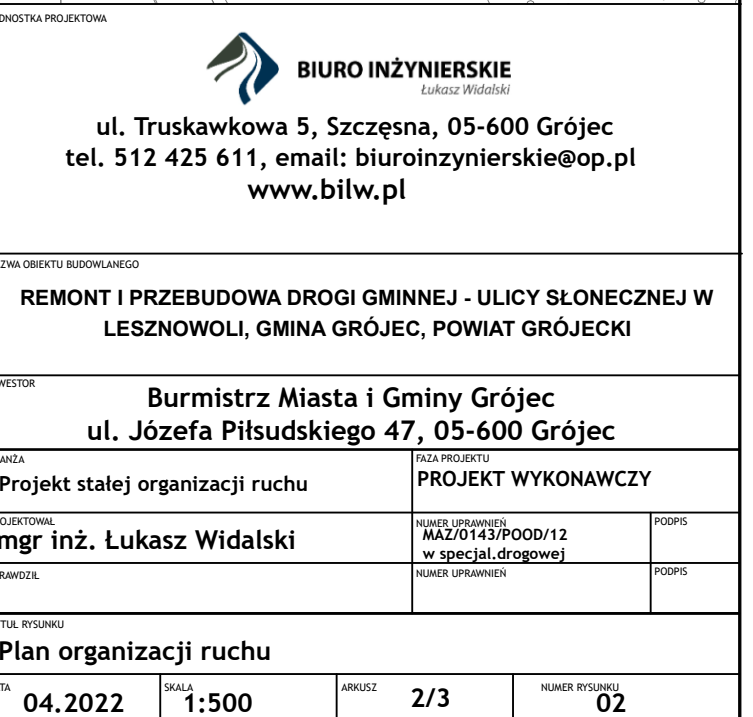 DNOSTKA PROJEKTOWA
BIURO INŻYNIERSKIE
Łukasz Widalski
ul. Truskawkowa 5, Szczęsna, 05-600 Grójec
tel. 512 425 611, email: biuroinzynierskie@op.pl
www.bilw.pl
ZWA OBIEKTU BUDOWLANEGO
REMONT I PRZEBUDOWA DROGI GMINNEJ - ULICY SŁONECZNEJ W
LESZNOWOLI, GMINA GRÓJEC, POWIAT GRÓJECKI
WESTOR
Burmistrz Miasta i Gminy Grójec
ul. Józefa Piłsudskiego 47, 05-600 Grójec
ANŻA
Projekt stałej organizacji ruchu
FAZA PROJEKTU
PROJEKT WYKONAWCZY
OJEKTOWAŁ
mgr inż. Łukasz Widalski
NUMER UPRAWNIEŃ
MAZ/0143/POOD/12
w specjal.drogowej
PODPIS
RAWDZIŁ
NUMER UPRAWNIEŃ
PODPIS
TUŁ RYSUNKU
Plan organizacji ruchu
TA
04.2022
SKALA
1:500
ARKUSZ
2/3
NUMER RYSUNKU
02